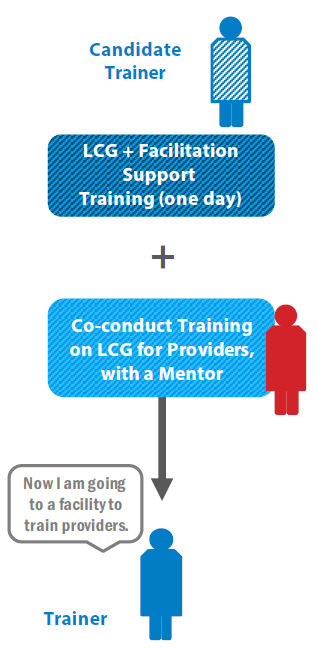 Candidate
Trainer
LCG + Facilitation
Support
Training (one day)
+
Co-conduct Training
on LCG for Providers,
with a Mentor
Now I am going
to a facility to
train providers.
Trainer